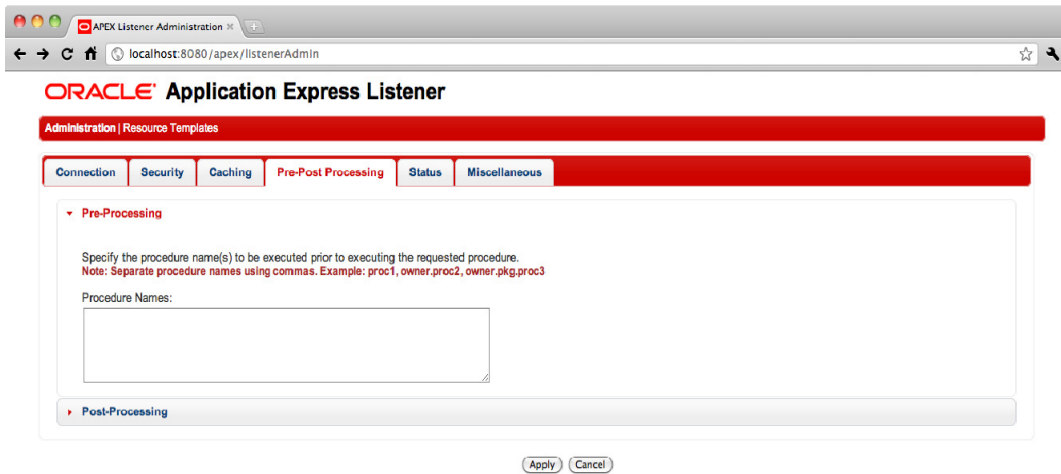 APEX Listener Administration ×
localhost:8080/apex/listenerAdmin
ORACLE Application Express Listener
Administration | Resource Templates
Connection Security Caching Pre-Post Processing Status Miscellaneous
Pre-Processing
Specify the procedure name(s) to be executed prior to executing the requested procedure.
Note: Separate procedure names using commas. Example: proc1, owner.proc2, owner.pkg.proc3
Procedure Names:
Post-Processing
Apply Cancel